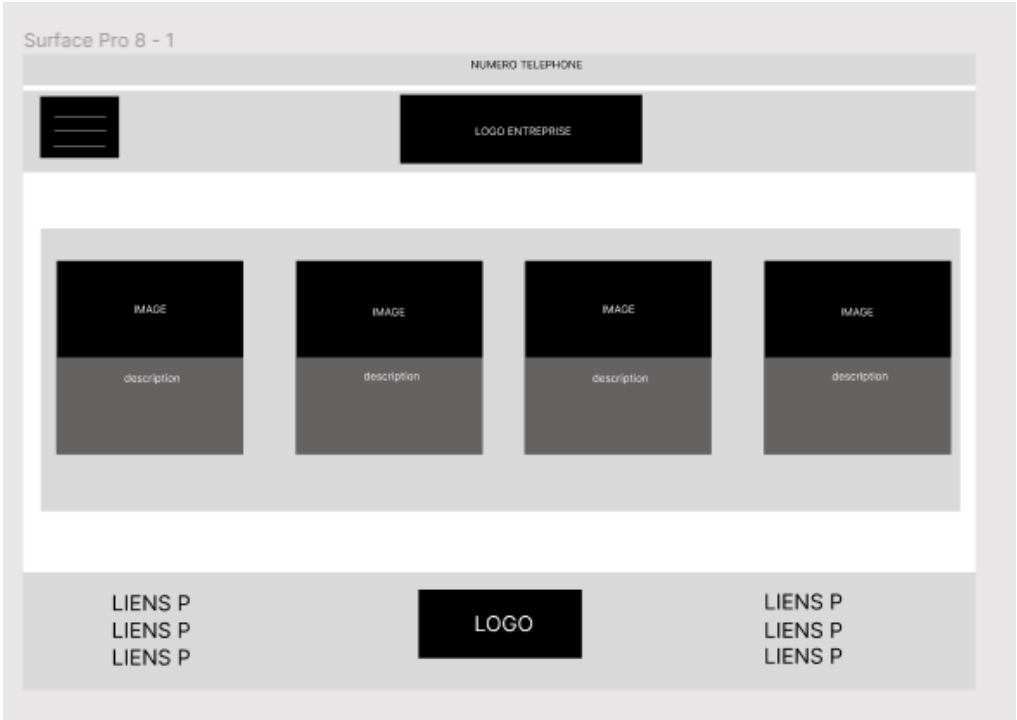 Surface Pro 8 - 1
NUMERO TELEPHONE
LOGO ENTREPRISE
IMAGE
IMAGE
IMAGE
IMAGE
description
description
description
description
LIENS P
LIENS P
LIENS P
LOGO
LIENS P
LIENS P
LIENS P